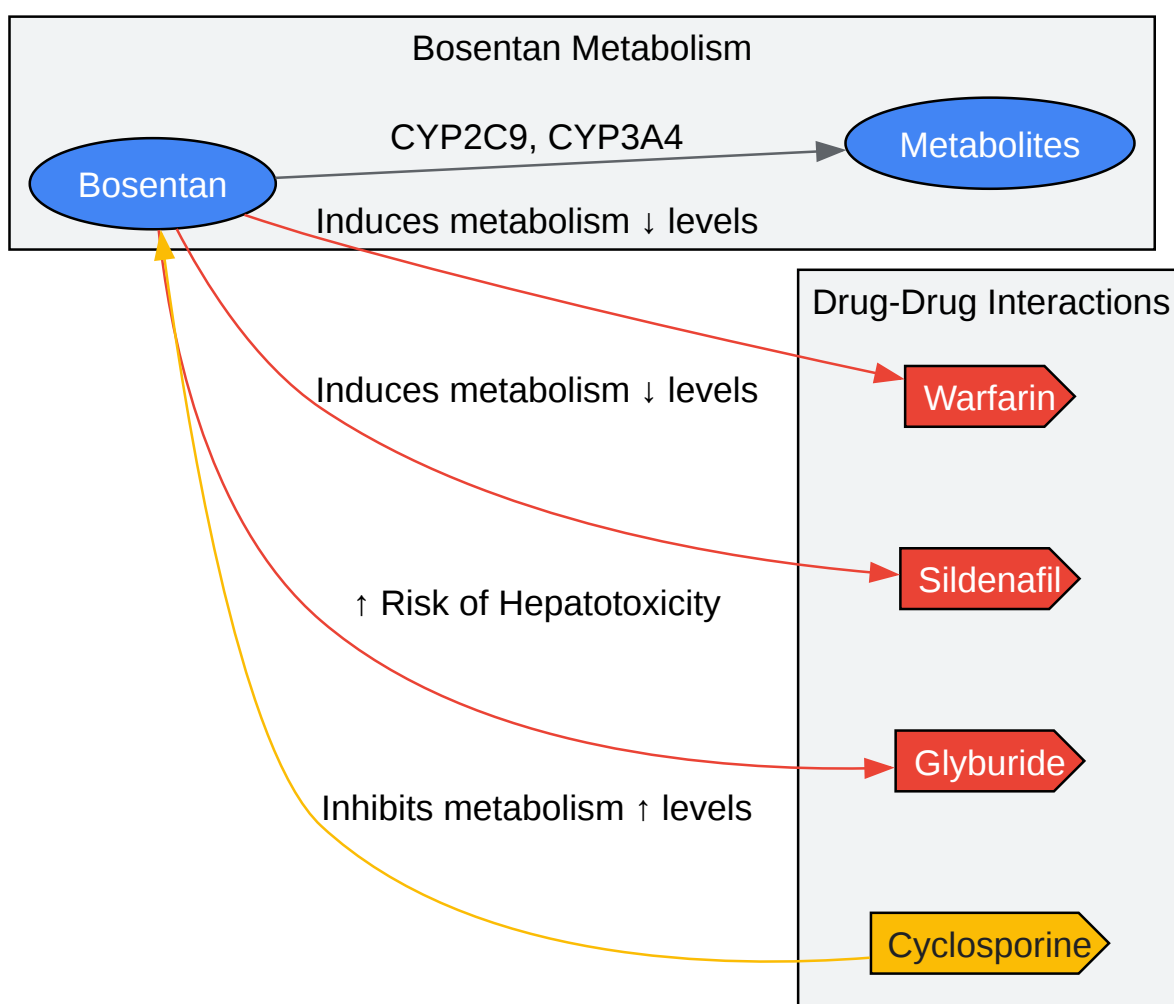 Bosentan Metabolism
CYP2C9, CYP3A4
Metabolites
Bosentan
Induces metabolism ↓ levels
Drug-Drug Interactions
Induces metabolism ↓ levels
Warfarin
Sildenafil
↑ Risk of Hepatotoxicity
Glyburide
Inhibits metabolism ↑ levels
Cyclosporine